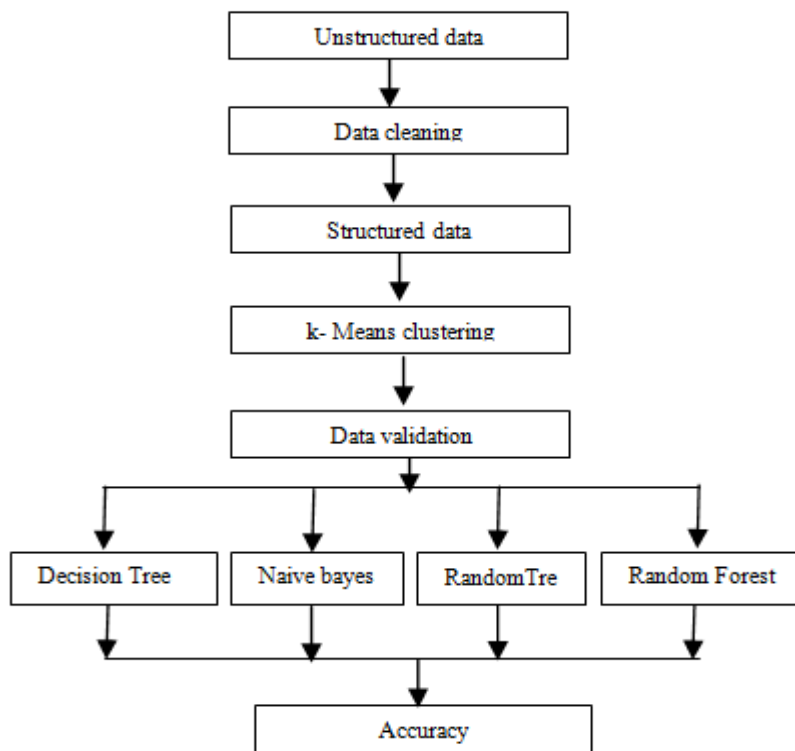 Unstructured data
Data cleaning
Structured data
k- Means clustering
Data validation
Decision Tree
Naive bayes
RandomTre
Random Forest
Accuracy